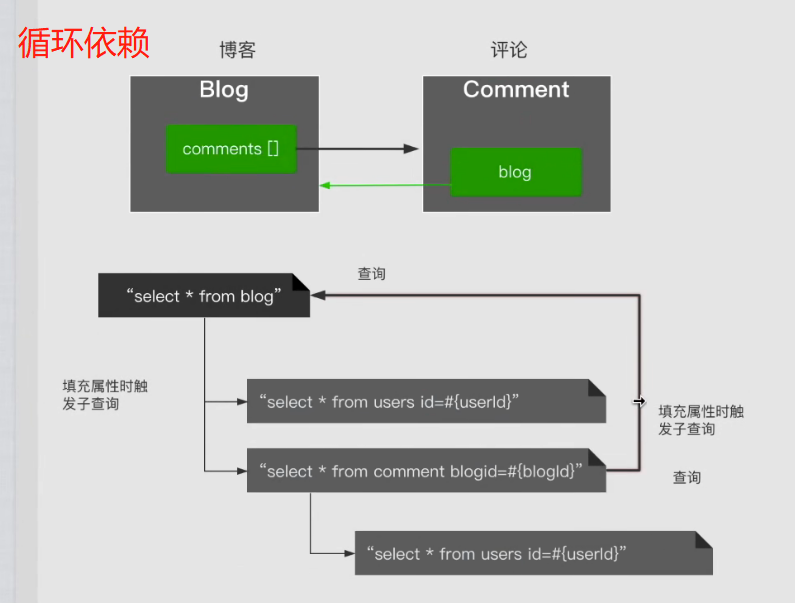 循环依赖
博客
评论
Blog
Comment
comments []
blog
查询
“select * from blog”
填充属性时触
发子查询
“select * from users id=#{userId}”
填充属性时触
发子查询
“select * from comment blogid=#{blogId}”
查询
“select * from users id=#{userId}”